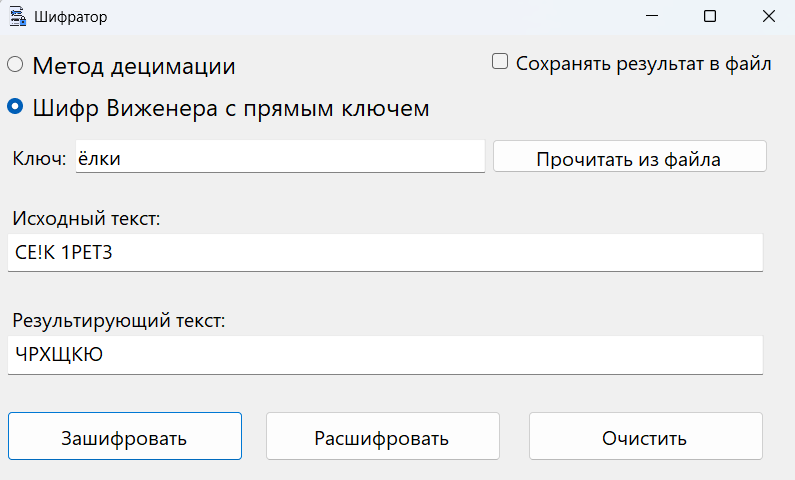 Шифратор
Метод децимации
Сохранять результат в файл
Шифр Виженера с прямым ключем
Ключ: ёлки
Прочитать из файла
Исходный текст:
СЕ!К 1РЕТ3
Результирующий текст:
ЧРХЩКЮ
Зашифровать Расшифровать Очистить